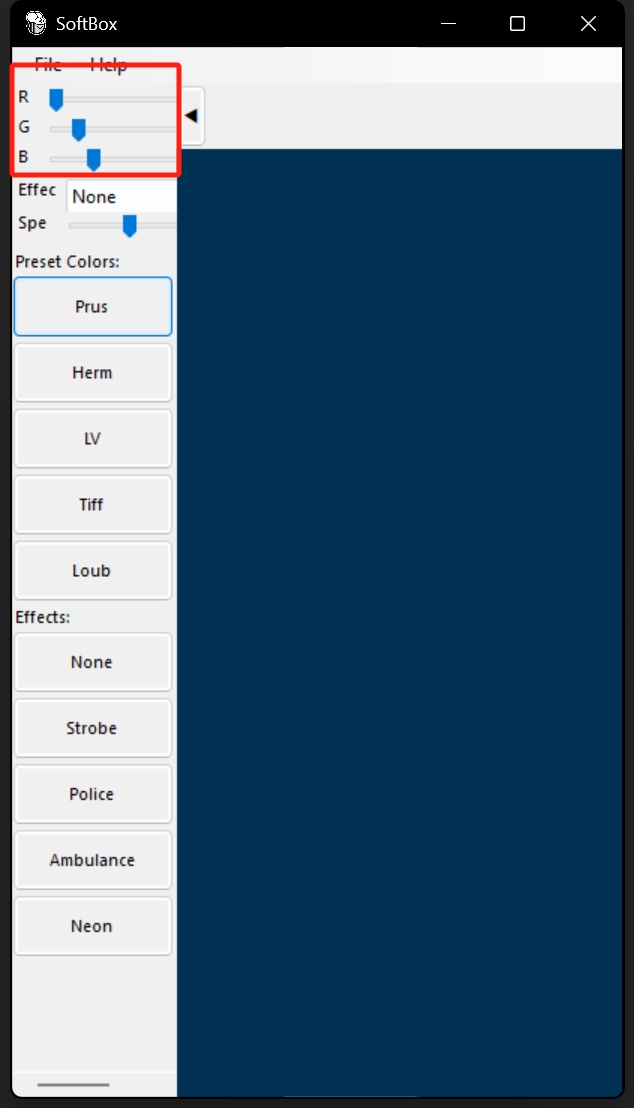 SoftBox
File Help
R
G
B
Effec None
Spe
Preset Colors:
Prus
Herm
LV
Tiff
Loub
Effects:
None
Strobe
Police
Ambulance
Neon